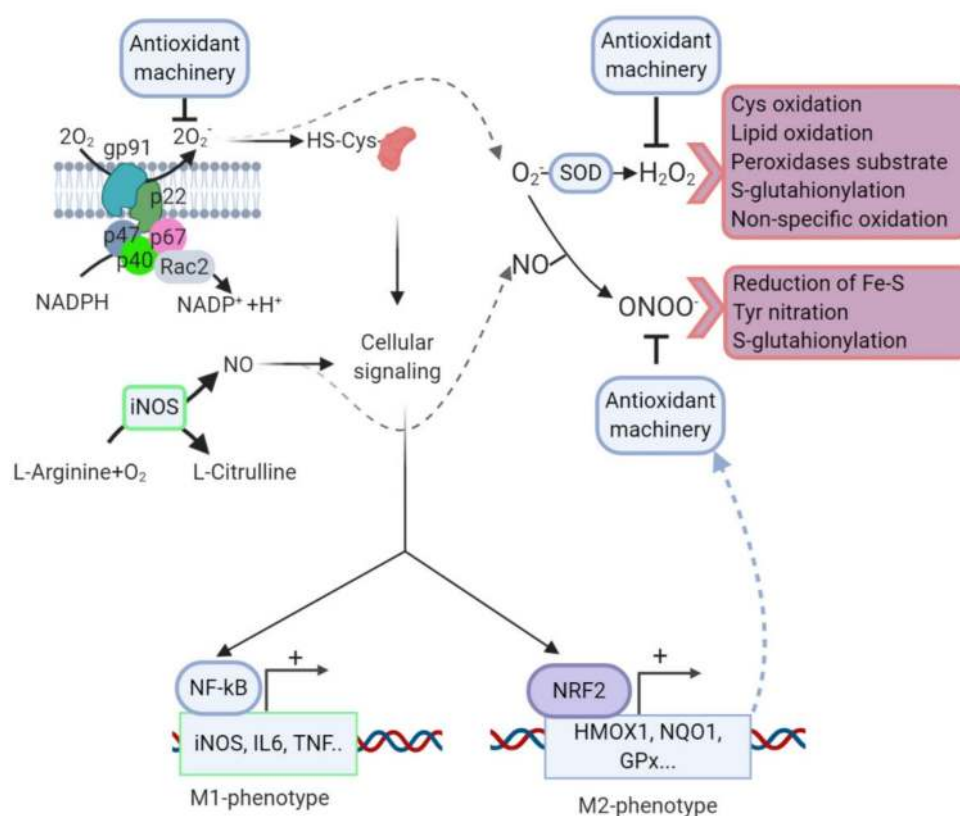 Antioxidant
machinery
2O₂
gp91
2O₂⁻
p22
p47
p67
p40
Rac2
NADPH
NADP⁺ +H⁺
HS-Cys-
Cellular
signaling
NO
iNOS
L-Arginine+O₂
L-Citrulline
Antioxidant
machinery
O₂⁻
SOD
H₂O₂
Cys oxidation
Lipid oxidation
Peroxidases substrate
S-glutahionylation
Non-specific oxidation
NO
ONOO⁻
Reduction of Fe-S
Tyr nitration
S-glutahionylation
Antioxidant
machinery
NF-kB
+
iNOS, IL6, TNF..
M1-phenotype
NRF2
+
HMOX1, NQO1,
GPx...
M2-phenotype